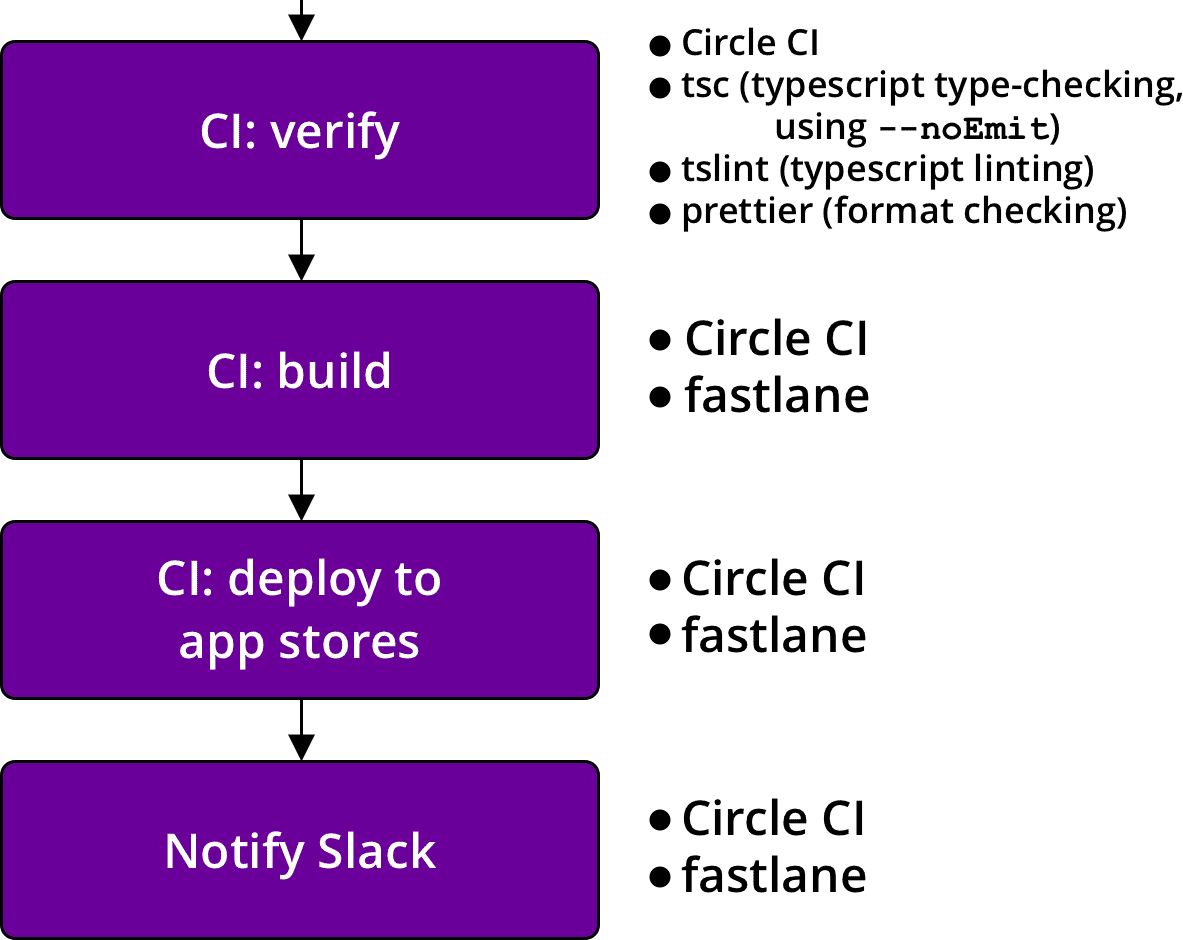 CI: verify
● Circle CI
● tsc (typescript type-checking,
using --noEmit)
● tslint (typescript linting)
● prettier (format checking)
CI: build
● Circle CI
● fastlane
CI: deploy to
app stores
● Circle CI
● fastlane
Notify Slack
● Circle CI
● fastlane